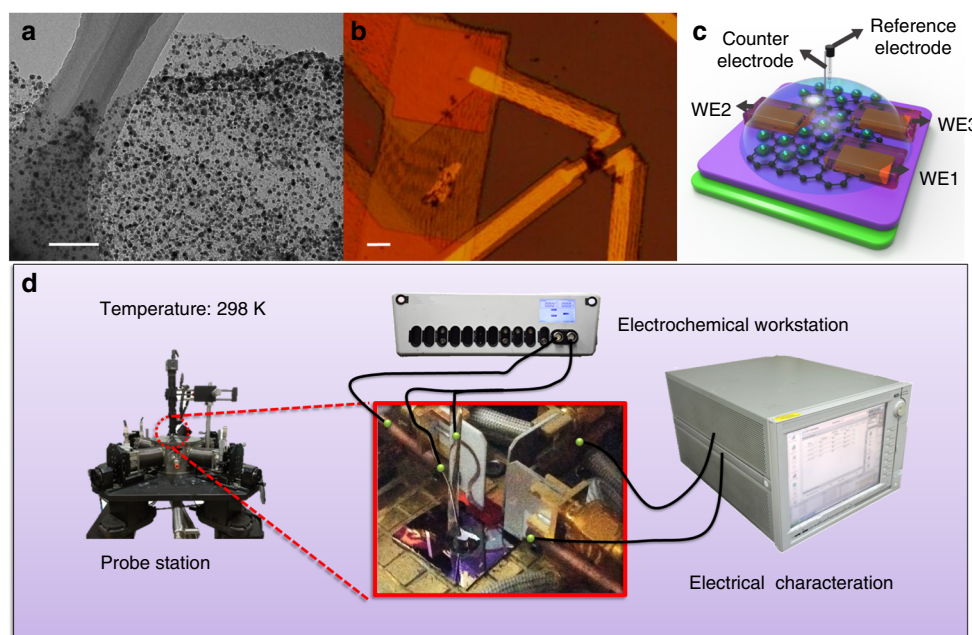 a
b
c
Counter
electrode
Reference
electrode
WE2
WE3
WE1
d
Temperature: 298 K
Electrochemical workstation
Probe station
Electrical characteration